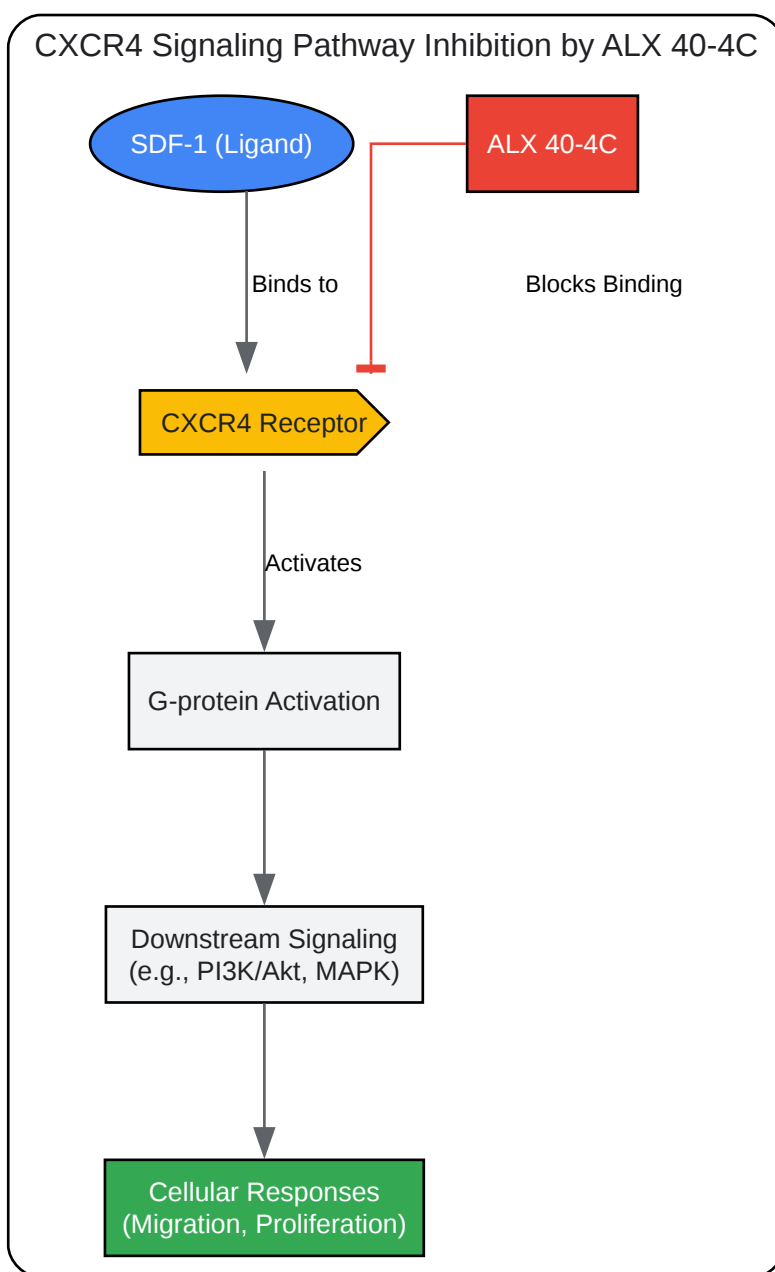 CXCR4 Signaling Pathway Inhibition by ALX 40-4C
SDF-1 (Ligand)
ALX 40-4C
Binds to
Blocks Binding
CXCR4 Receptor
Activates
G-protein Activation
Downstream Signaling
(e.g., PI3K/Akt, MAPK)
Cellular Responses
(Migration, Proliferation)